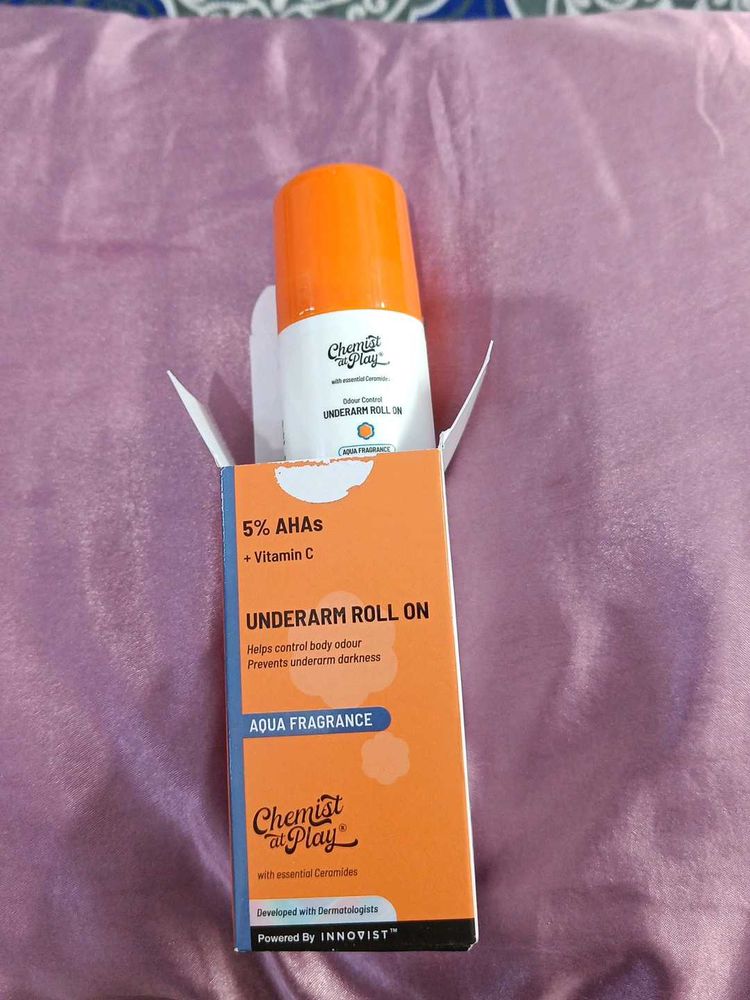 Chemist
at Play®
with essential Ceramides
Odour Control
UNDERARM ROLL ON
AQUA FRAGRANCE
5% AHAs
+ Vitamin C
UNDERARM ROLL ON
Helps control body odour
Prevents underarm darkness
AQUA FRAGRANCE
Chemist
at Play®
with essential Ceramides
Developed with Dermatologists
Powered By INNOVIST™